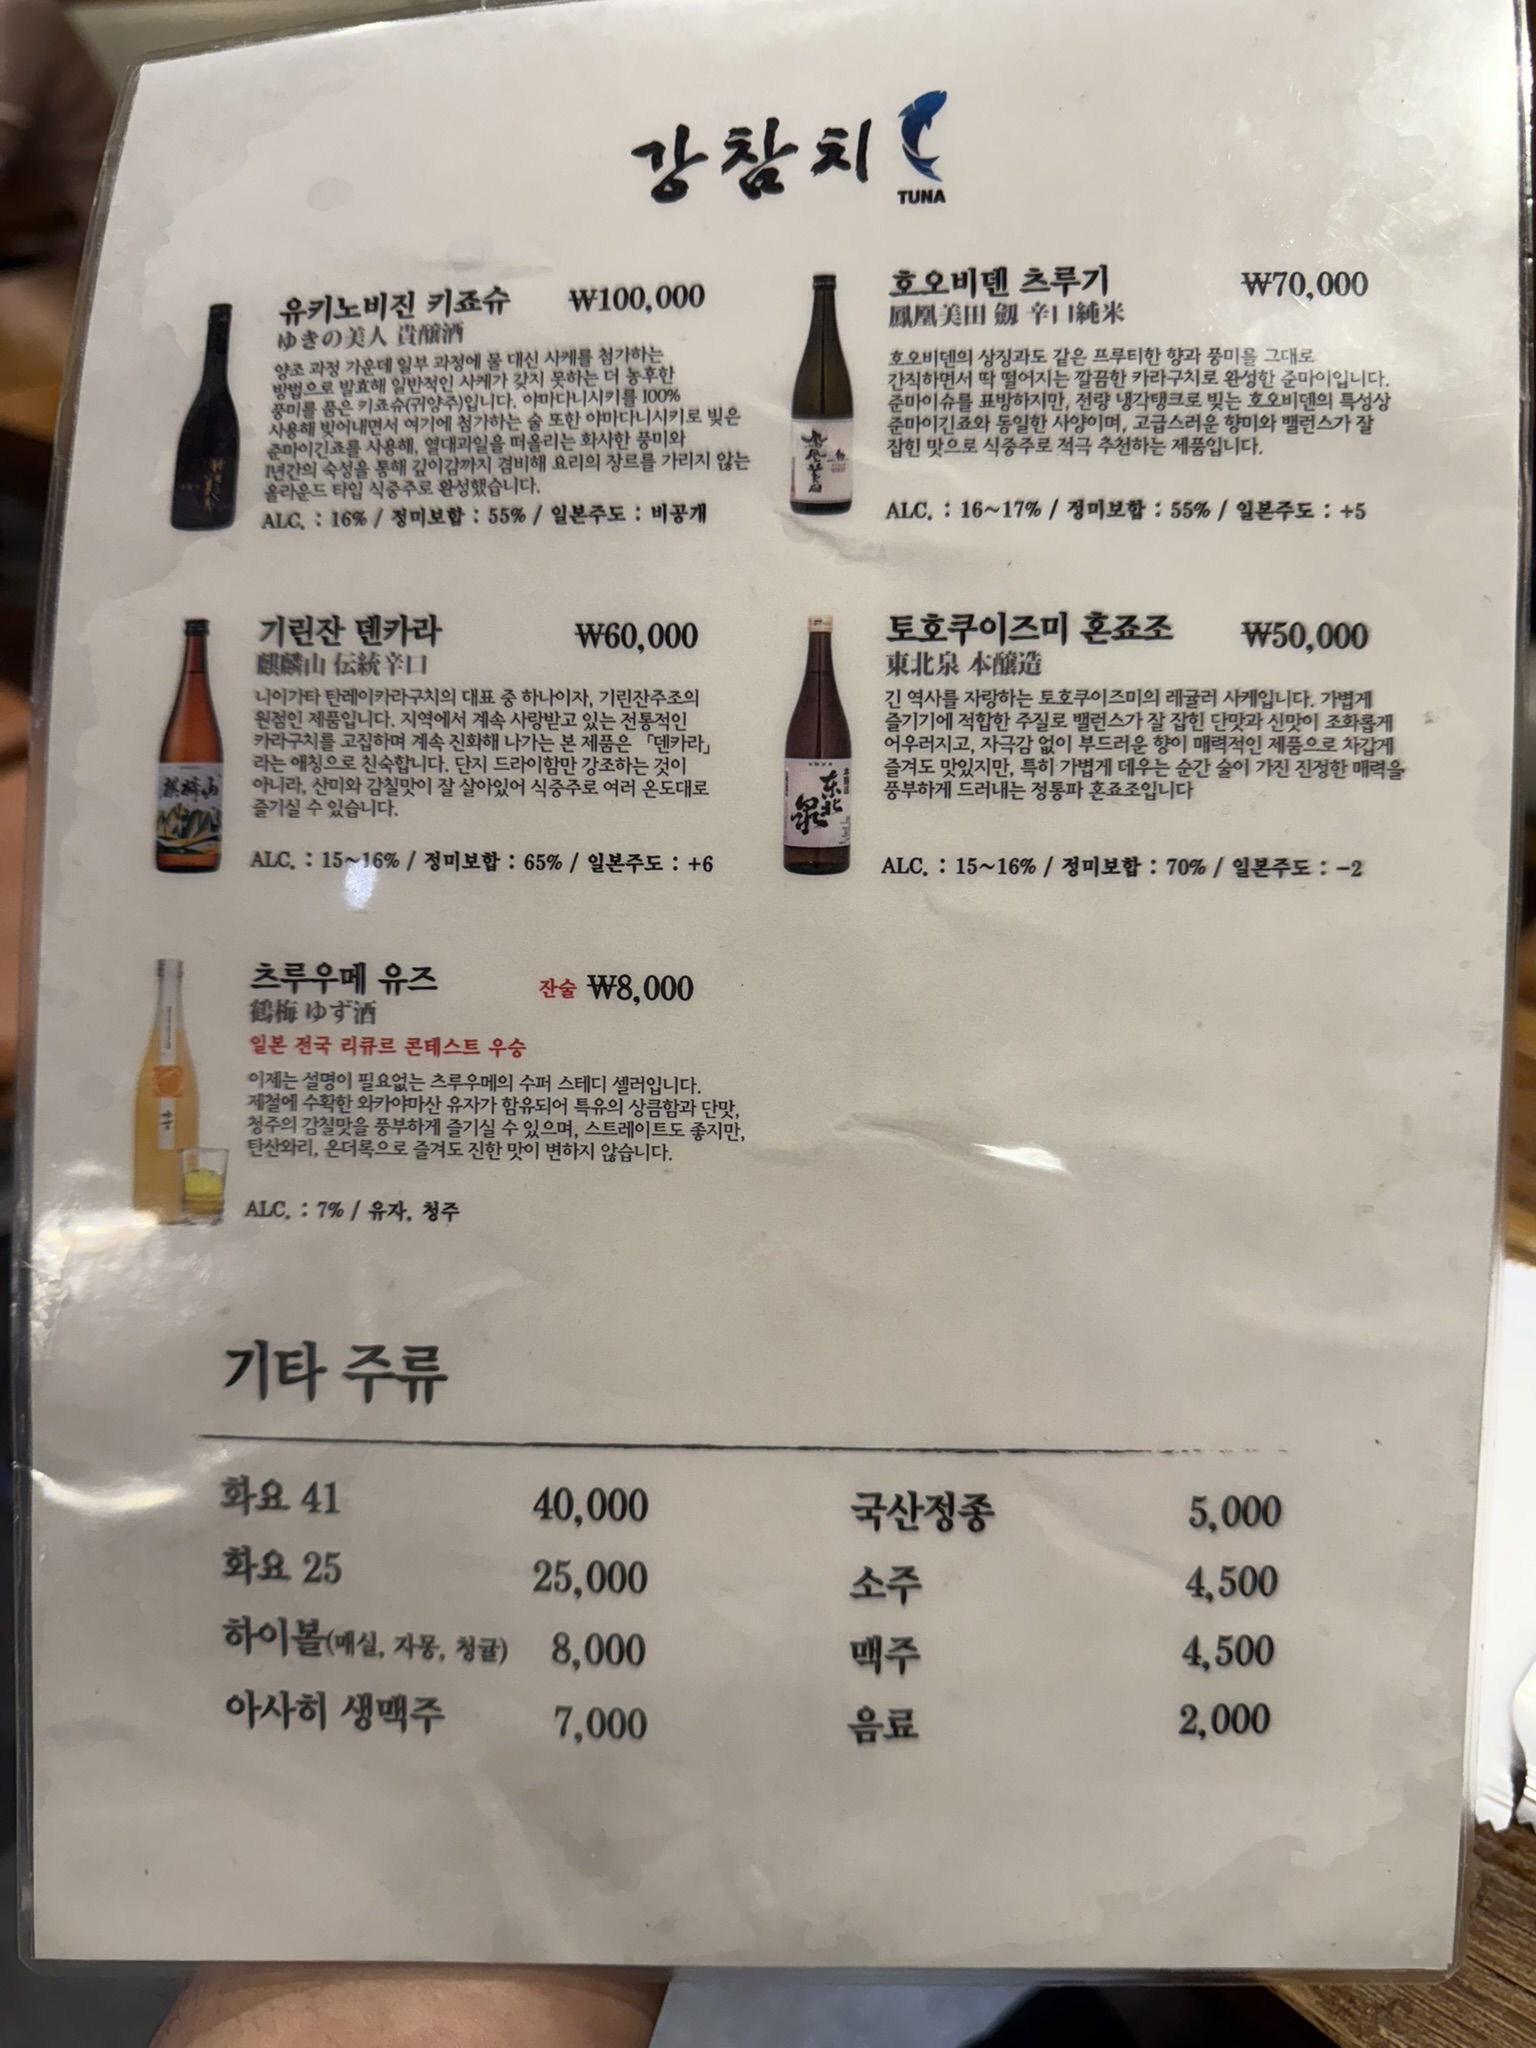 강참치
TUNA
유키노비진 키죠슈 ₩100,000
ゆきの美人 貴醸酒
양조 과정 가운데 일부 과정에 물 대신 사케를 첨가하는
방법으로 발효해 일반적인 사케가 갖지 못하는 더 농후한
풍미를 품은 키죠슈(귀양주)입니다. 야마다니시키를 100%
사용해 빚어내면서 여기에 첨가하는 술 또한 야마다니시키로 빚은
준마이긴죠를 사용해, 열대과일을 떠올리는 화사한 풍미와
1년간의 숙성을 통해 깊이감까지 겸비해 요리의 장르를 가리지 않는
올라운드 타입 식중주로 완성했습니다.
ALC. : 16% / 정미보합 : 55% / 일본주도 : 비공개
호오비덴 츠루기 ₩70,000
鳳凰美田 劔 辛口純米
호오비덴의 상징과도 같은 프루티한 향과 풍미를 그대로
간직하면서 딱 떨어지는 깔끔한 카라구치로 완성한 준마이입니다.
준마이슈를 표방하지만, 전량 냉각탱크로 빚는 호오비덴의 특성상
준마이긴죠와 동일한 사양이며, 고급스러운 향미와 밸런스가 잘
잡힌 맛으로 식중주로 적극 추천하는 제품입니다.
ALC. : 16~17% / 정미보합 : 55% / 일본주도 : +5
기린잔 덴카라 ₩60,000
麒麟山 伝統辛口
니이가타 탄레이카라구치의 대표 중 하나이자, 기린잔주조의
원점인 제품입니다. 지역에서 계속 사랑받고 있는 전통적인
카라구치를 고집하며 계속 진화해 나가는 본 제품은 「덴카라」
라는 애칭으로 친숙합니다. 단지 드라이함만 강조하는 것이
아니라, 산미와 감칠맛이 잘 살아있어 식중주로 여러 온도대로
즐기실 수 있습니다.
ALC. : 15~16% / 정미보합 : 65% / 일본주도 : +6
麒麟山
토호쿠이즈미 혼죠조 ₩50,000
東北泉 本醸造
긴 역사를 자랑하는 토호쿠이즈미의 레귤러 사케입니다. 가볍게
즐기기에 적합한 주질로 밸런스가 잘 잡힌 단맛과 신맛이 조화롭게
어우러지고, 자극감 없이 부드러운 향이 매력적인 제품으로 차갑게
즐겨도 맛있지만, 특히 가볍게 데우는 순간 술이 가진 진정한 매력을
풍부하게 드러내는 정통파 혼죠조입니다
ALC. : 15~16% / 정미보합 : 70% / 일본주도 : -2
츠루우메 유즈 잔술 ₩8,000
鶴梅 ゆず酒
일본 전국 리큐르 콘테스트 우승
이제는 설명이 필요없는 츠루우메의 수퍼 스테디 셀러입니다.
제철에 수확한 와카야마산 유자가 함유되어 특유의 상큼함과 단맛,
청주의 감칠맛을 풍부하게 즐기실 수 있으며, 스트레이트도 좋지만,
탄산와리, 온더록으로 즐겨도 진한 맛이 변하지 않습니다.
ALC. : 7% / 유자, 청주
기타 주류
화요 41 40,000
화요 25 25,000
하이볼(매실, 자몽, 청귤) 8,000
아사히 생맥주 7,000
국산정종 5,000
소주 4,500
맥주 4,500
음료 2,000